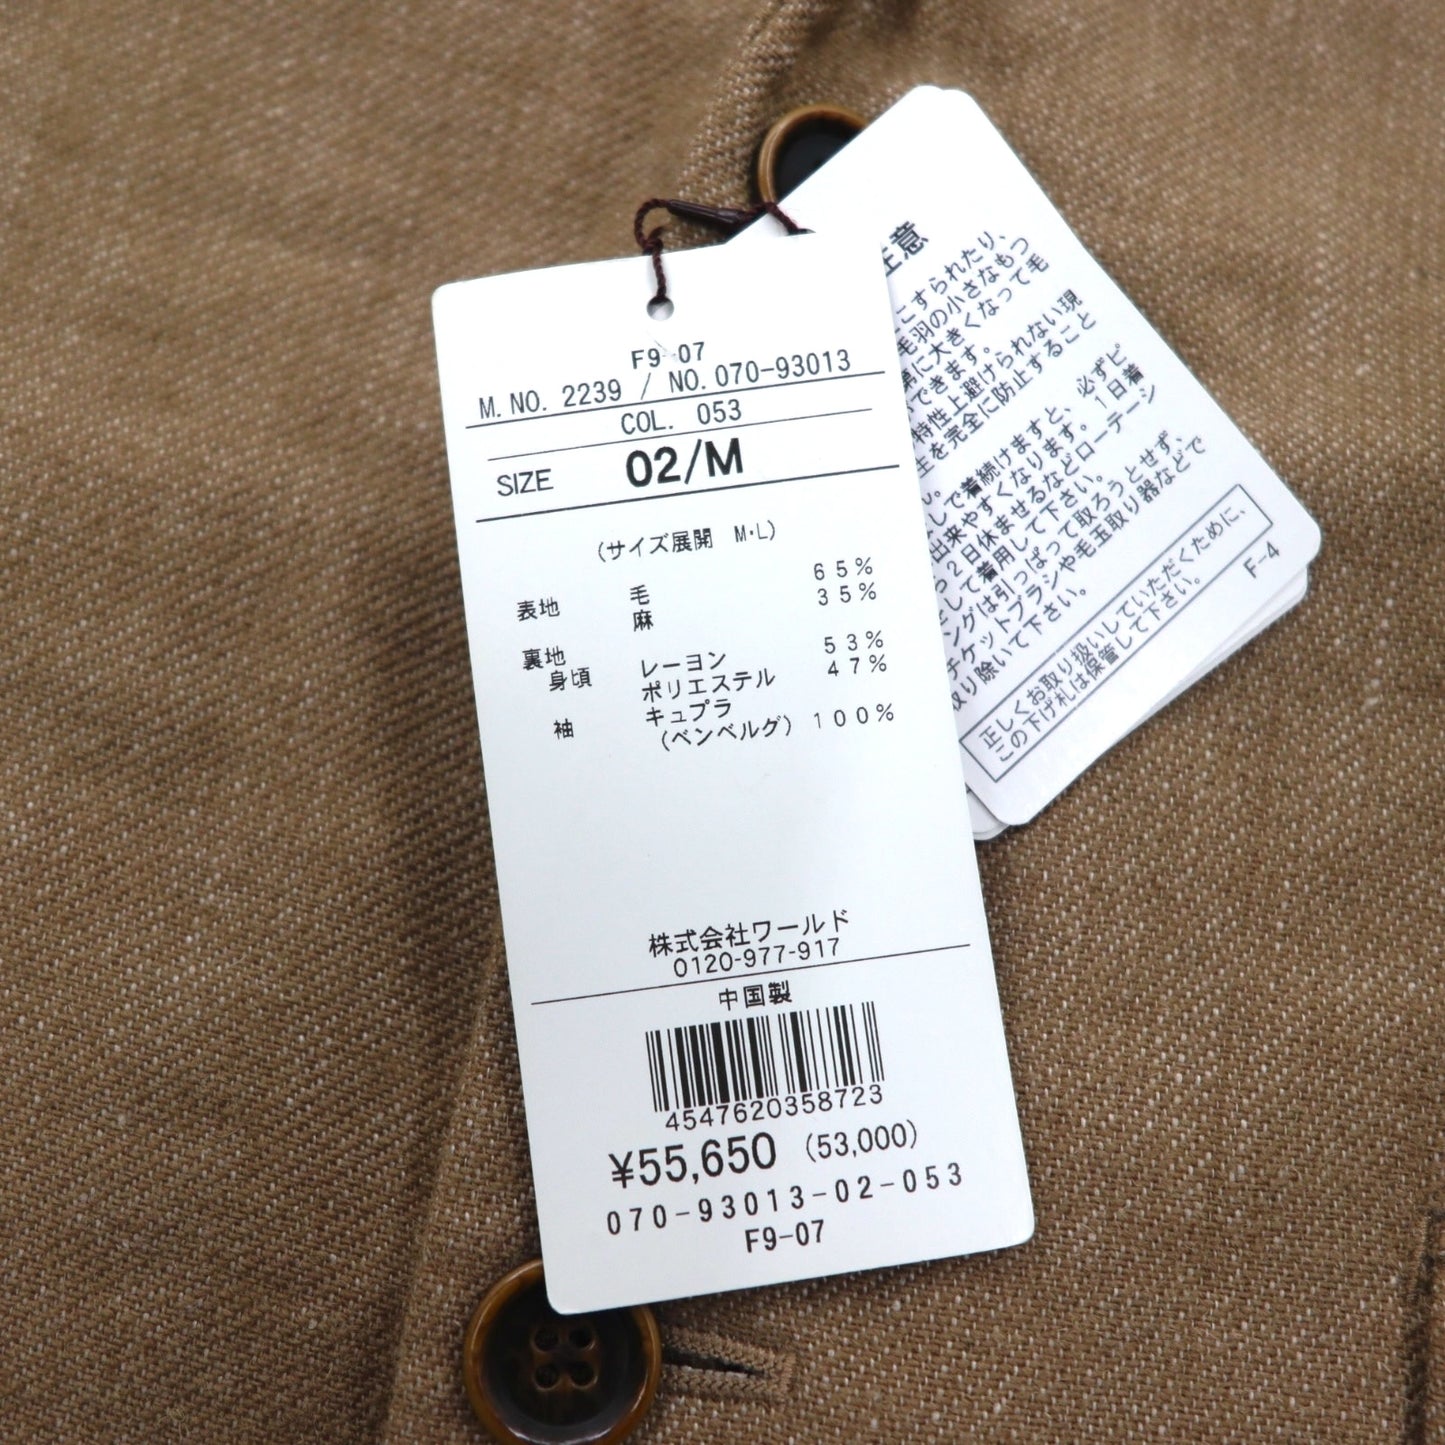 F9-07
M. NO. 2239 / NO. 070-93013
COL. 053
SIZE 02/M
(サイズ展開 M・L)
表地 毛 65%
麻 35%
裏地
身頃 レーヨン 53%
ポリエステル 47%
袖 キュプラ
(ベンベルグ) 100%
株式会社ワールド
0120-977-917
中国製
4547620358723
¥55,650 (53,000)
070-93013-02-053
F9-07
注意
こすられたり、
毛羽の小さなもつ
に大きくなって毛
できます。
特性上避けられない現
を完全に防止すること
して着続けますと、必ずピ
出来やすくなります。1日着
2日休ませるなどローテーシ
して着用して下さい。
ングは引っぱって取ろうとせず、
チケットブラシや毛玉取り器などで
取り除いて下さい。
正しくお取り扱いしていただくために、
この下げ札は保管して下さい。
F-4